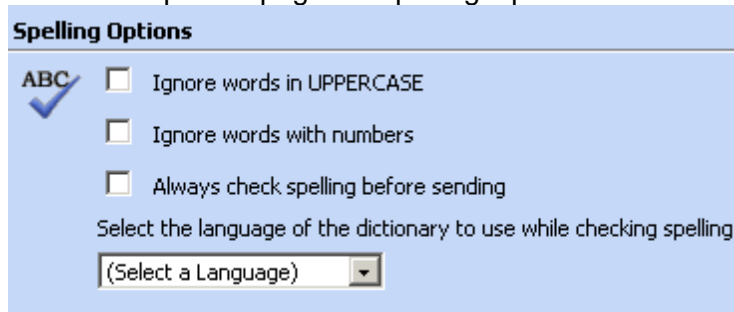 Spelling Options
ABC
Ignore words in UPPERCASE
Ignore words with numbers
Always check spelling before sending
Select the language of the dictionary to use while checking spelling
(Select a Language)